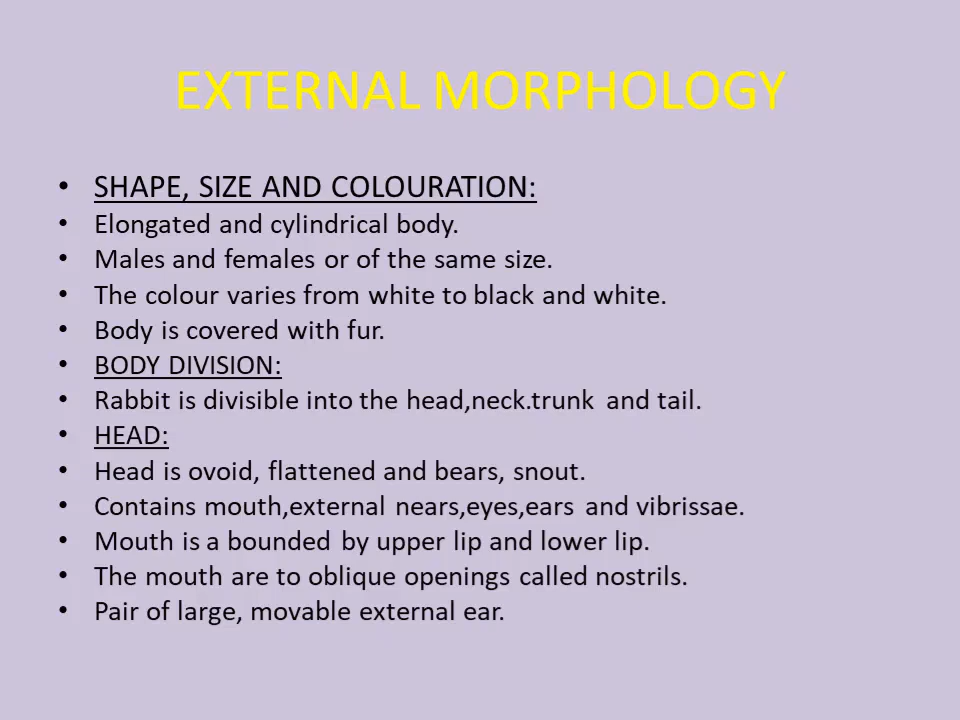 EXTERNAL MORPHOLOGY
• SHAPE, SIZE AND COLOURATION:
• Elongated and cylindrical body.
• Males and females or of the same size.
• The colour varies from white to black and white.
• Body is covered with fur.
• BODY DIVISION:
• Rabbit is divisible into the head,neck.trunk and tail.
• HEAD:
• Head is ovoid, flattened and bears, snout.
• Contains mouth,external nears,eyes,ears and vibrissae.
• Mouth is a bounded by upper lip and lower lip.
• The mouth are to oblique openings called nostrils.
• Pair of large, movable external ear.